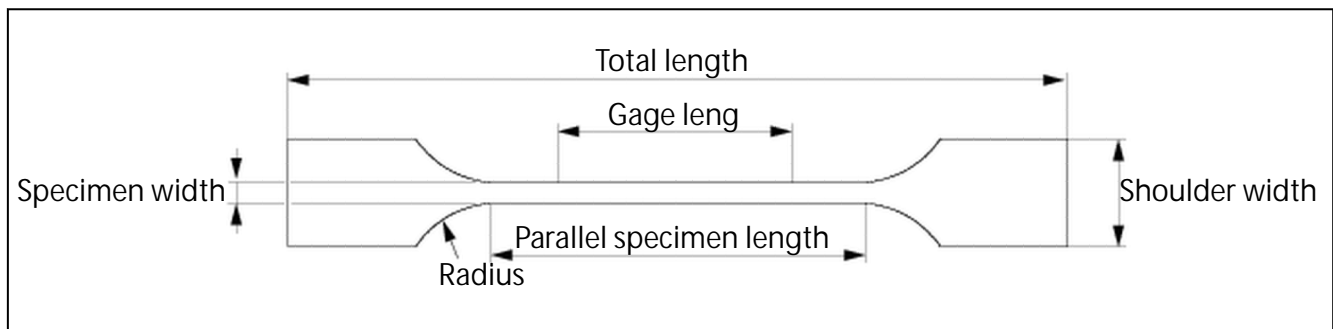 Total length
Gage leng
Specimen width
Shoulder width
Parallel specimen length
Radius